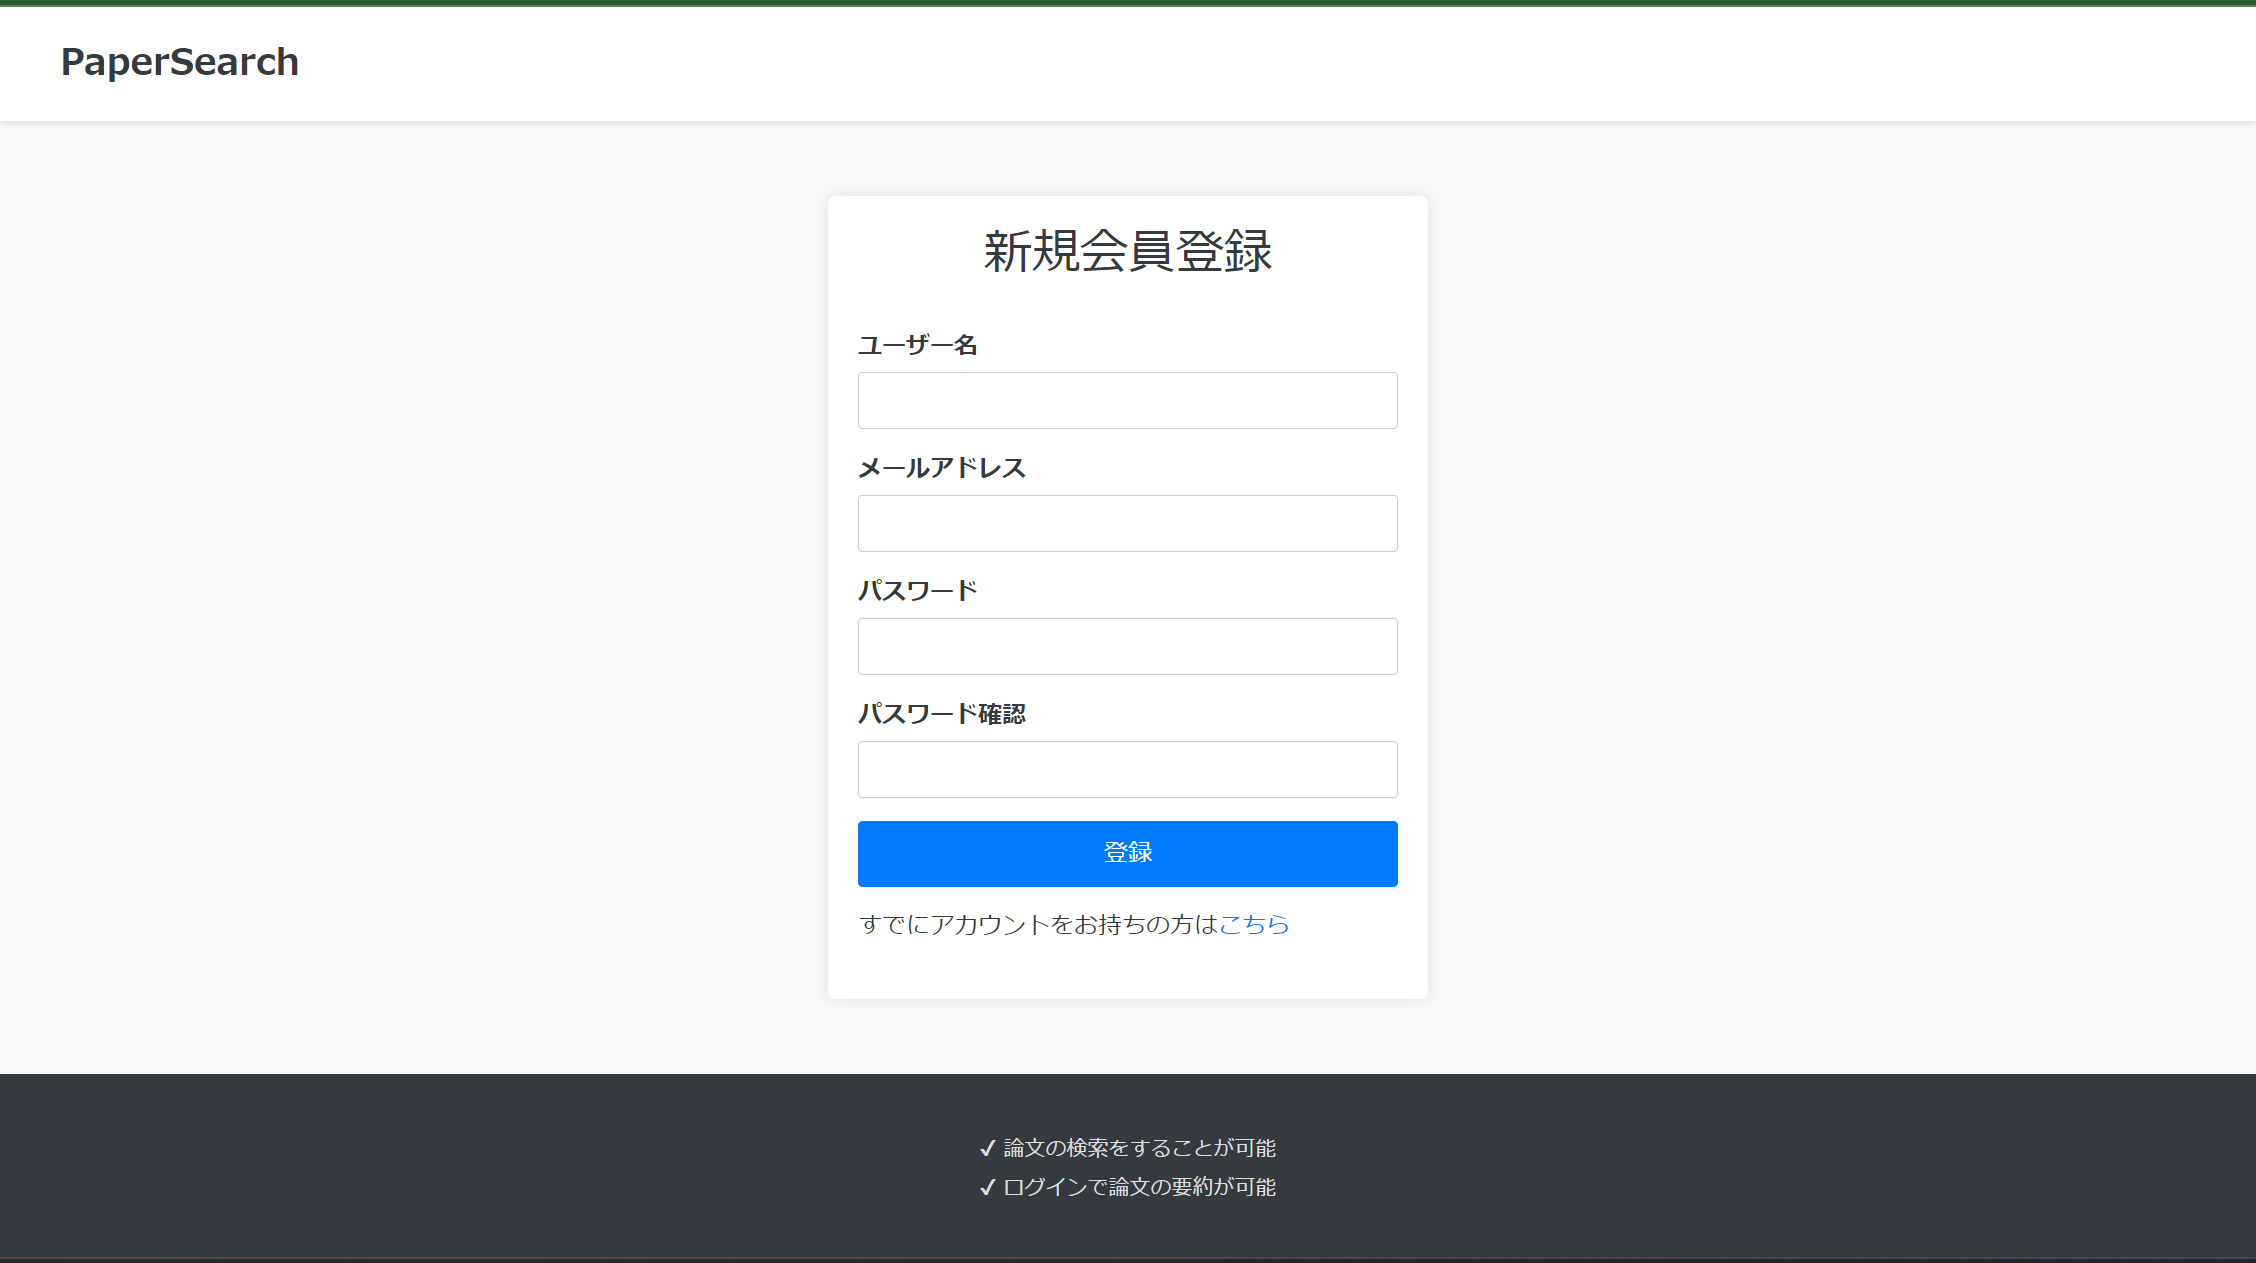 PaperSearch
新規会員登録
ユーザー名
メールアドレス
パスワード
パスワード確認
登録
すでにアカウントをお持ちの方はこちら
✓ 論文の検索をすることが可能
✓ ログインで論文の要約が可能